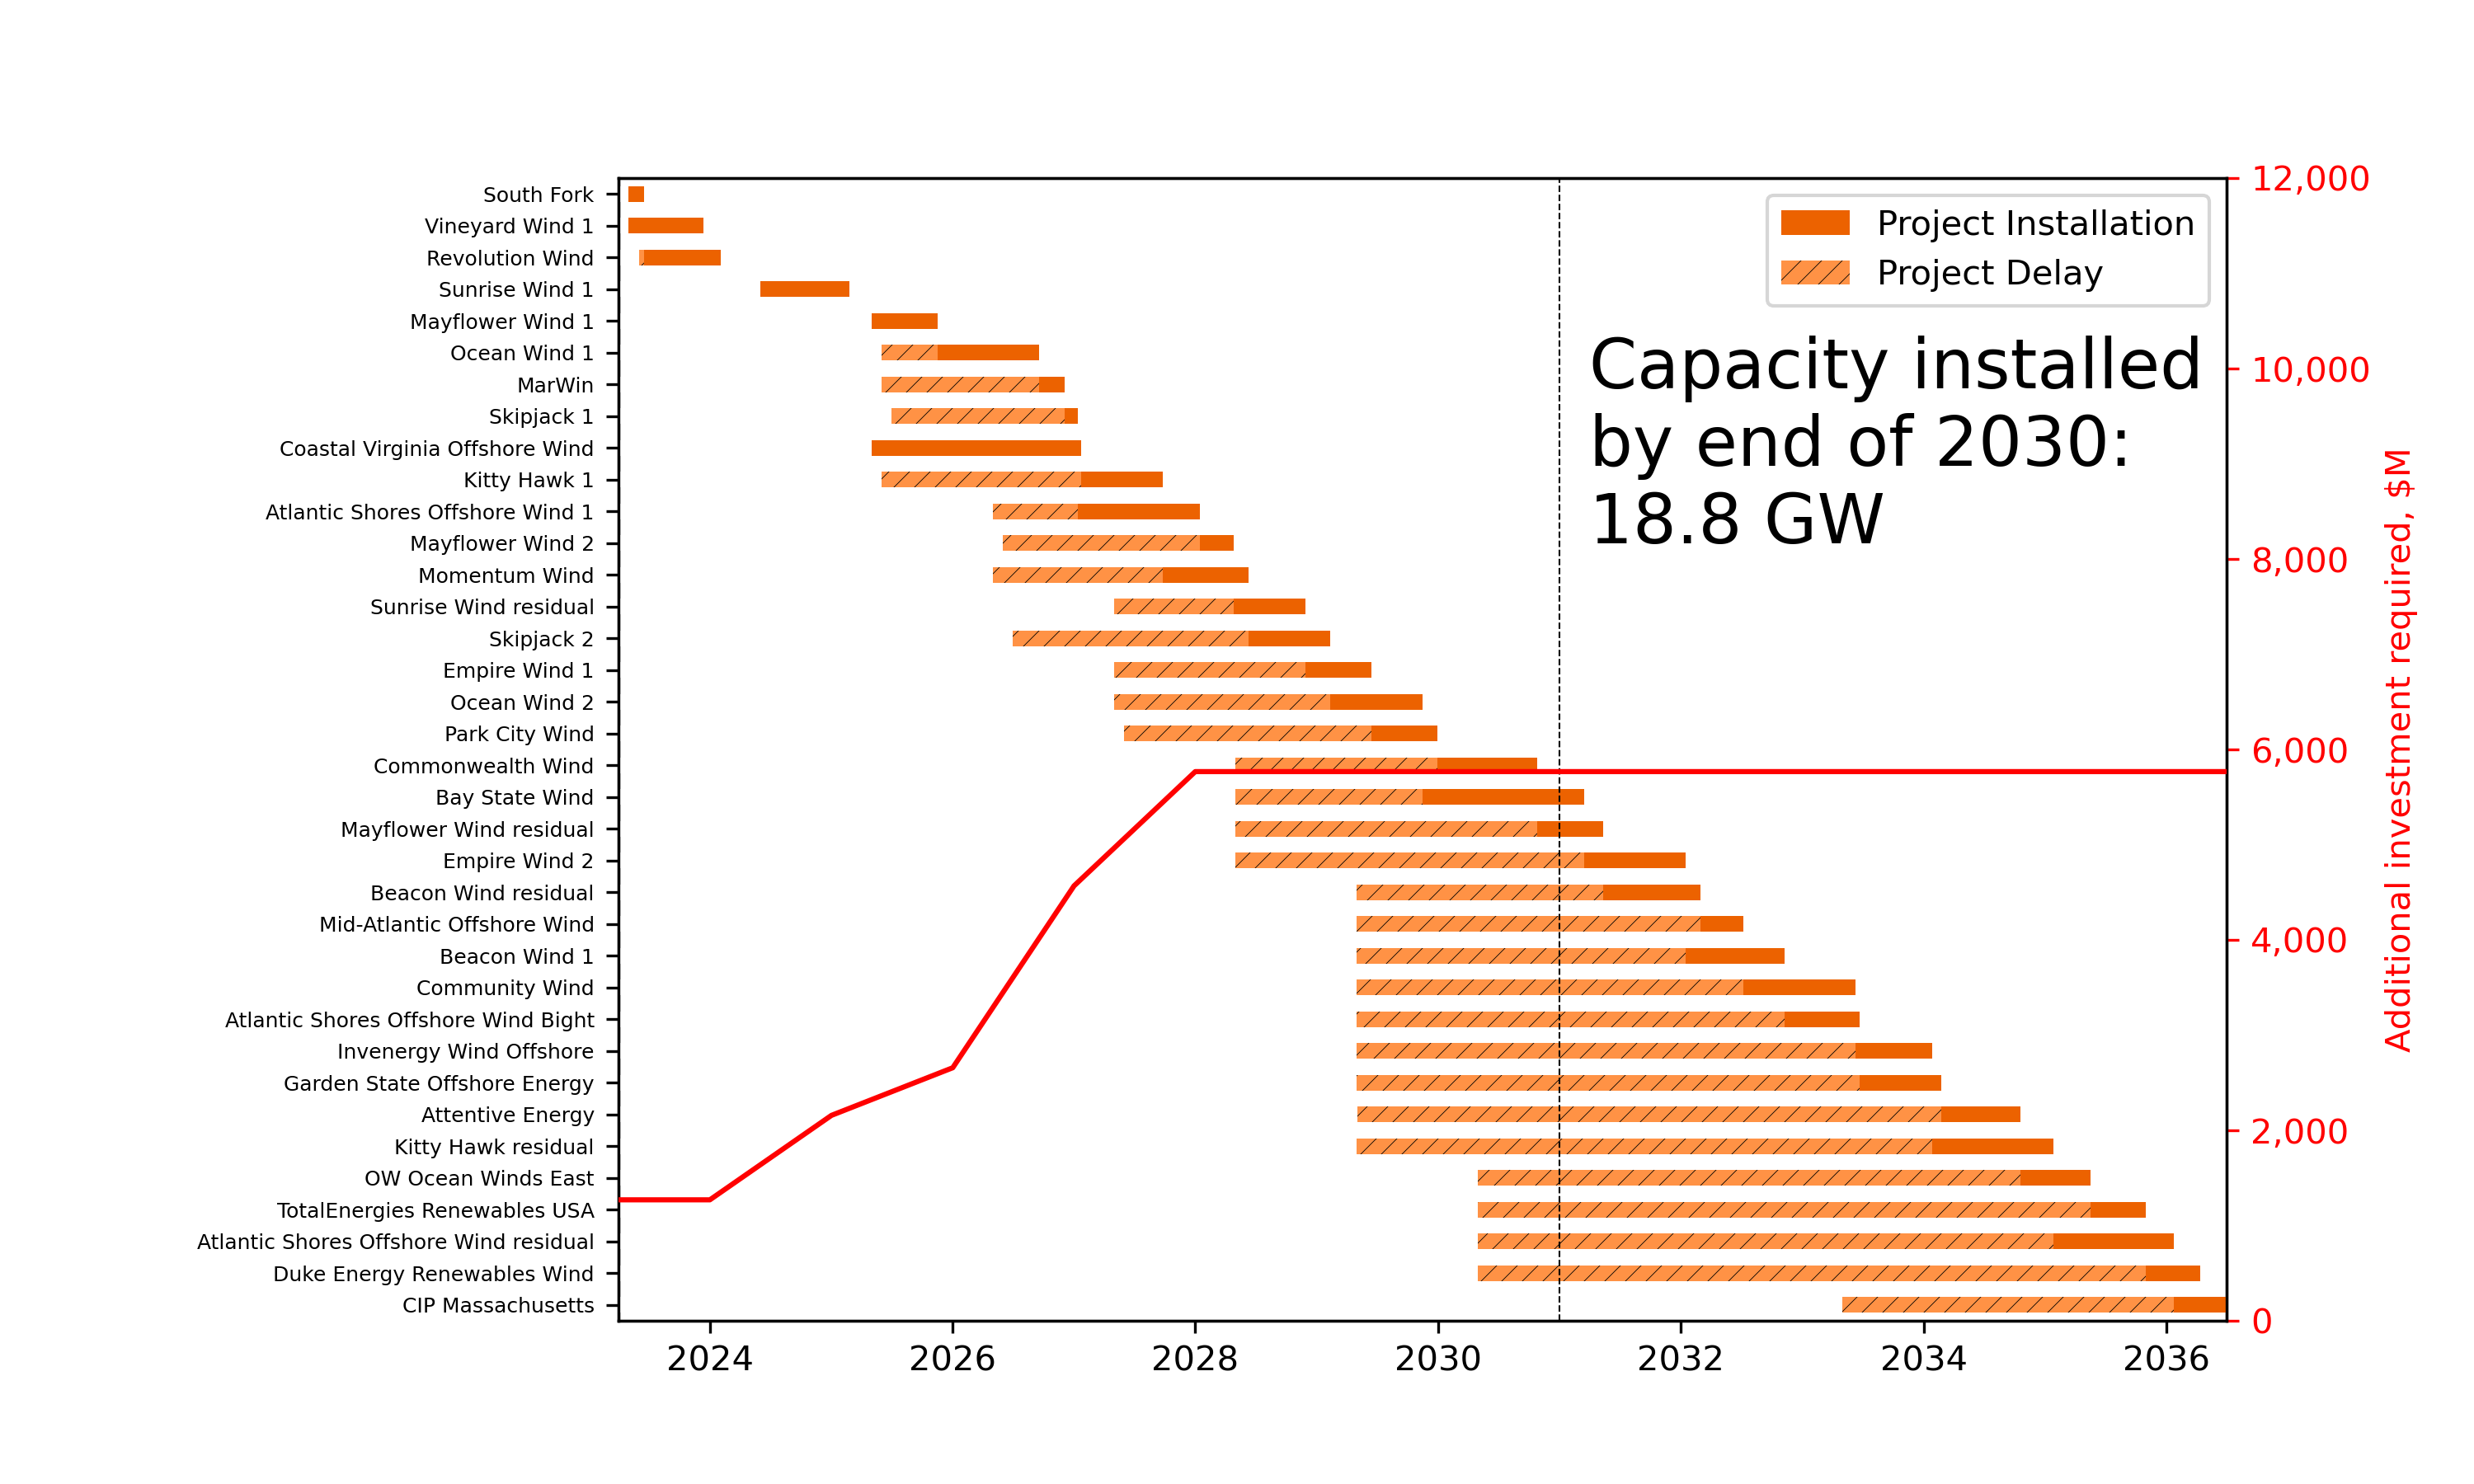 South Fork
Vineyard Wind 1
Revolution Wind
Sunrise Wind 1
Mayflower Wind 1
Ocean Wind 1
MarWin
Skipjack 1
Coastal Virginia Offshore Wind
Kitty Hawk 1
Atlantic Shores Offshore Wind 1
Mayflower Wind 2
Momentum Wind
Sunrise Wind residual
Skipjack 2
Empire Wind 1
Ocean Wind 2
Park City Wind
Commonwealth Wind
Bay State Wind
Mayflower Wind residual
Empire Wind 2
Beacon Wind residual
Mid-Atlantic Offshore Wind
Beacon Wind 1
Community Wind
Atlantic Shores Offshore Wind Bight
Invenergy Wind Offshore
Garden State Offshore Energy
Attentive Energy
Kitty Hawk residual
OW Ocean Winds East
TotalEnergies Renewables USA
Atlantic Shores Offshore Wind residual
Duke Energy Renewables Wind
CIP Massachusetts
Project Installation
Project Delay
Capacity installed
by end of 2030:
18.8 GW
12,000
10,000
8,000
6,000
4,000
2,000
0
Additional investment required, $M
2024 2026 2028 2030 2032 2034 2036